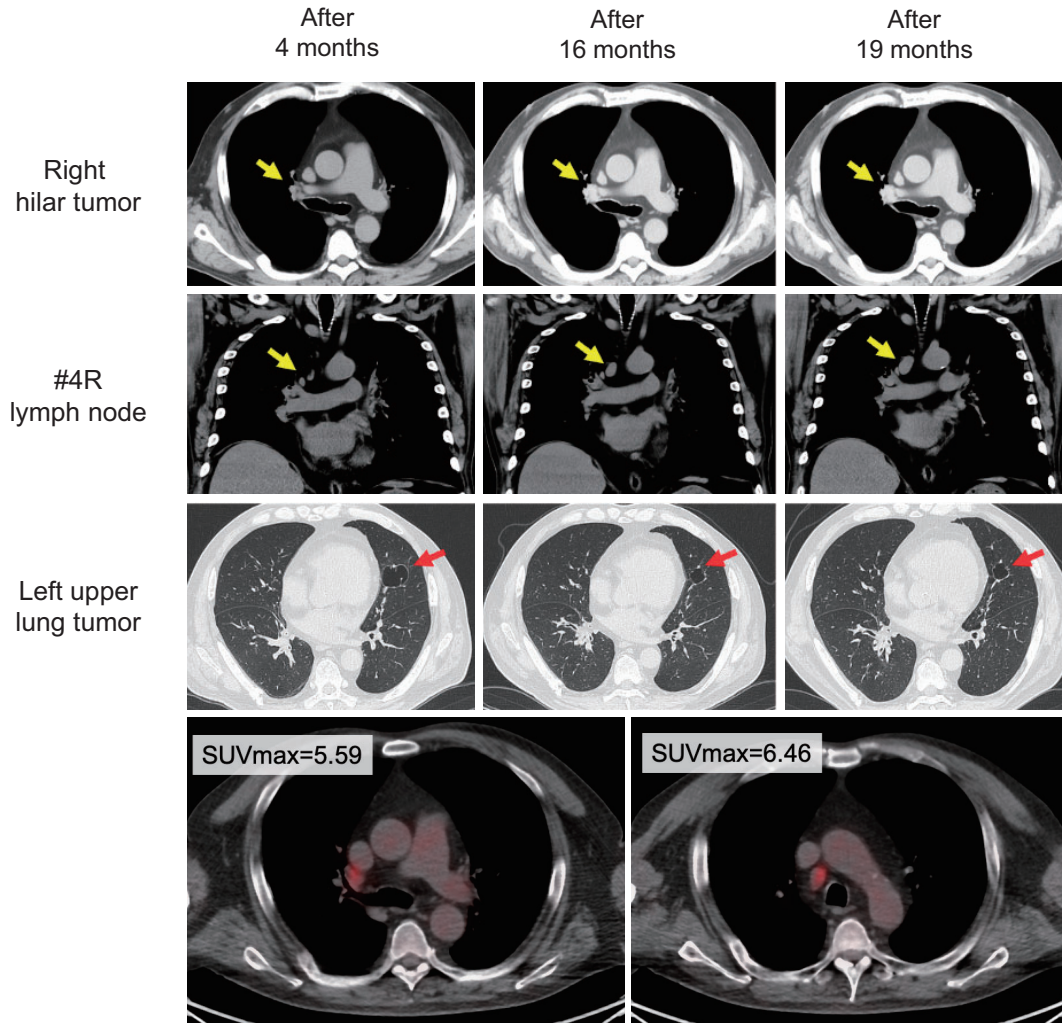 After
4 months
After
16 months
After
19 months
Right
hilar tumor
#4R
lymph node
Left upper
lung tumor
SUVmax=5.59
SUVmax=6.46